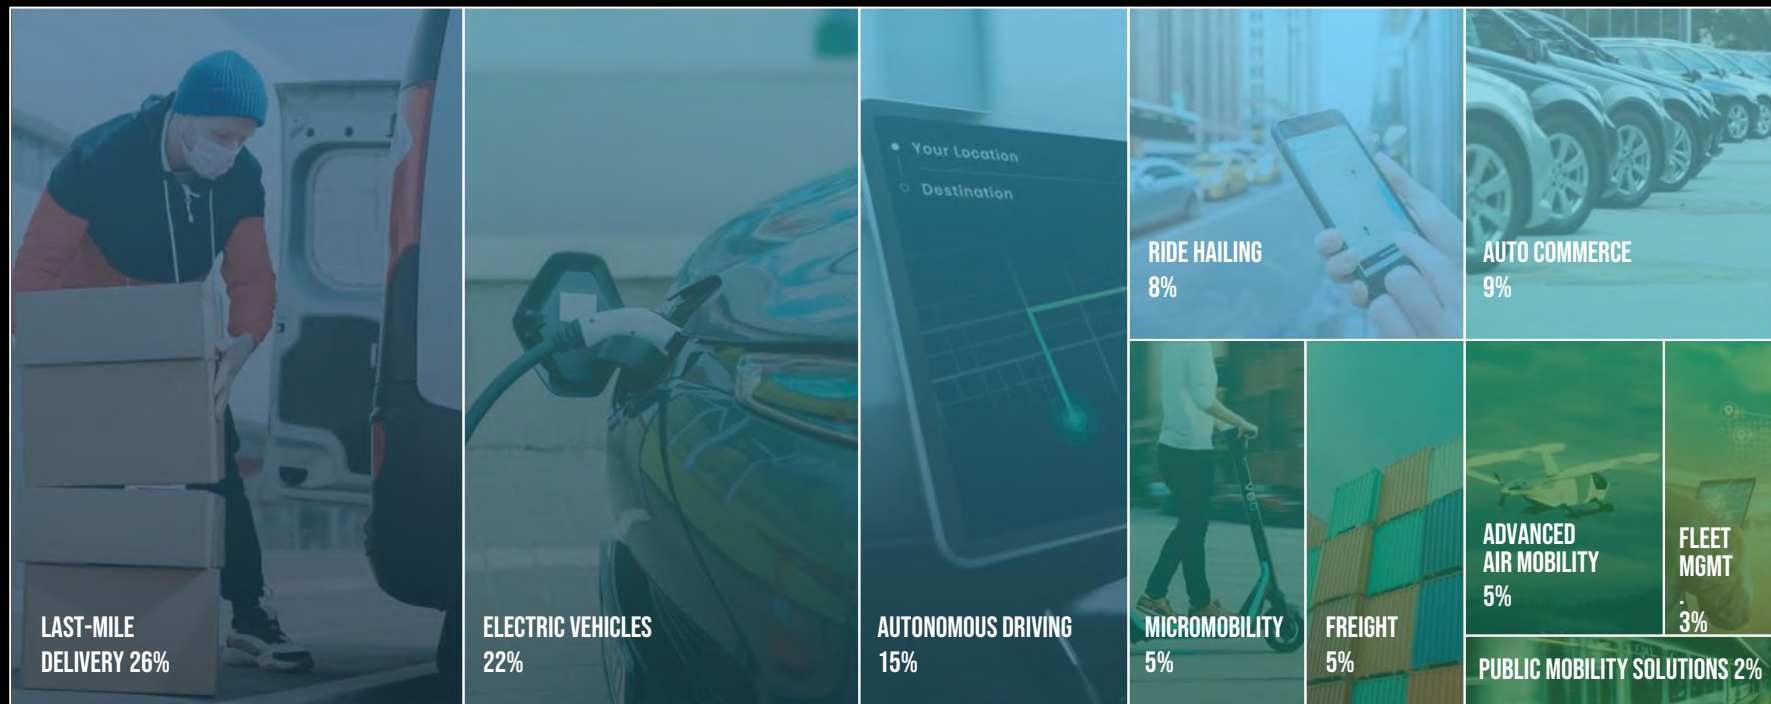 Your Location
Destination
LAST-MILE
DELIVERY 26%
ELECTRIC VEHICLES
22%
AUTONOMOUS DRIVING
15%
RIDE HAILING
8%
AUTO COMMERCE
9%
MICROMOBILITY
5%
FREIGHT
5%
ADVANCED
AIR MOBILITY
5%
FLEET
MGMT
.
3%
PUBLIC MOBILITY SOLUTIONS 2%